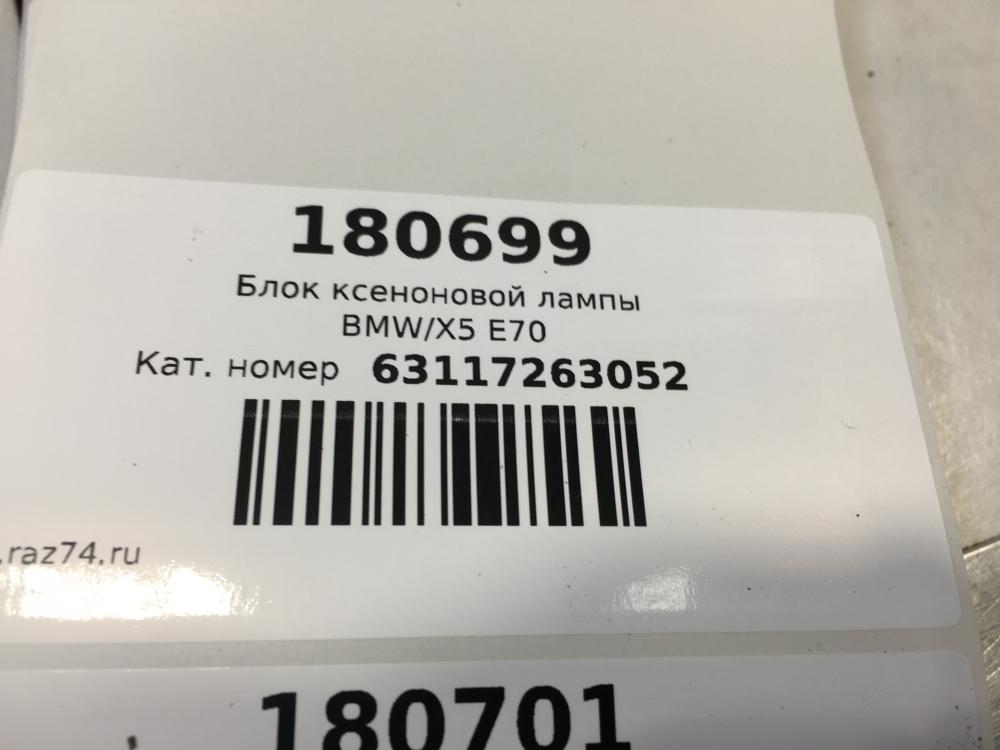 180699
Блок ксеноновой лампы
BMW/X5 E70
Кат. номер 63117263052
.raz74.ru
180701